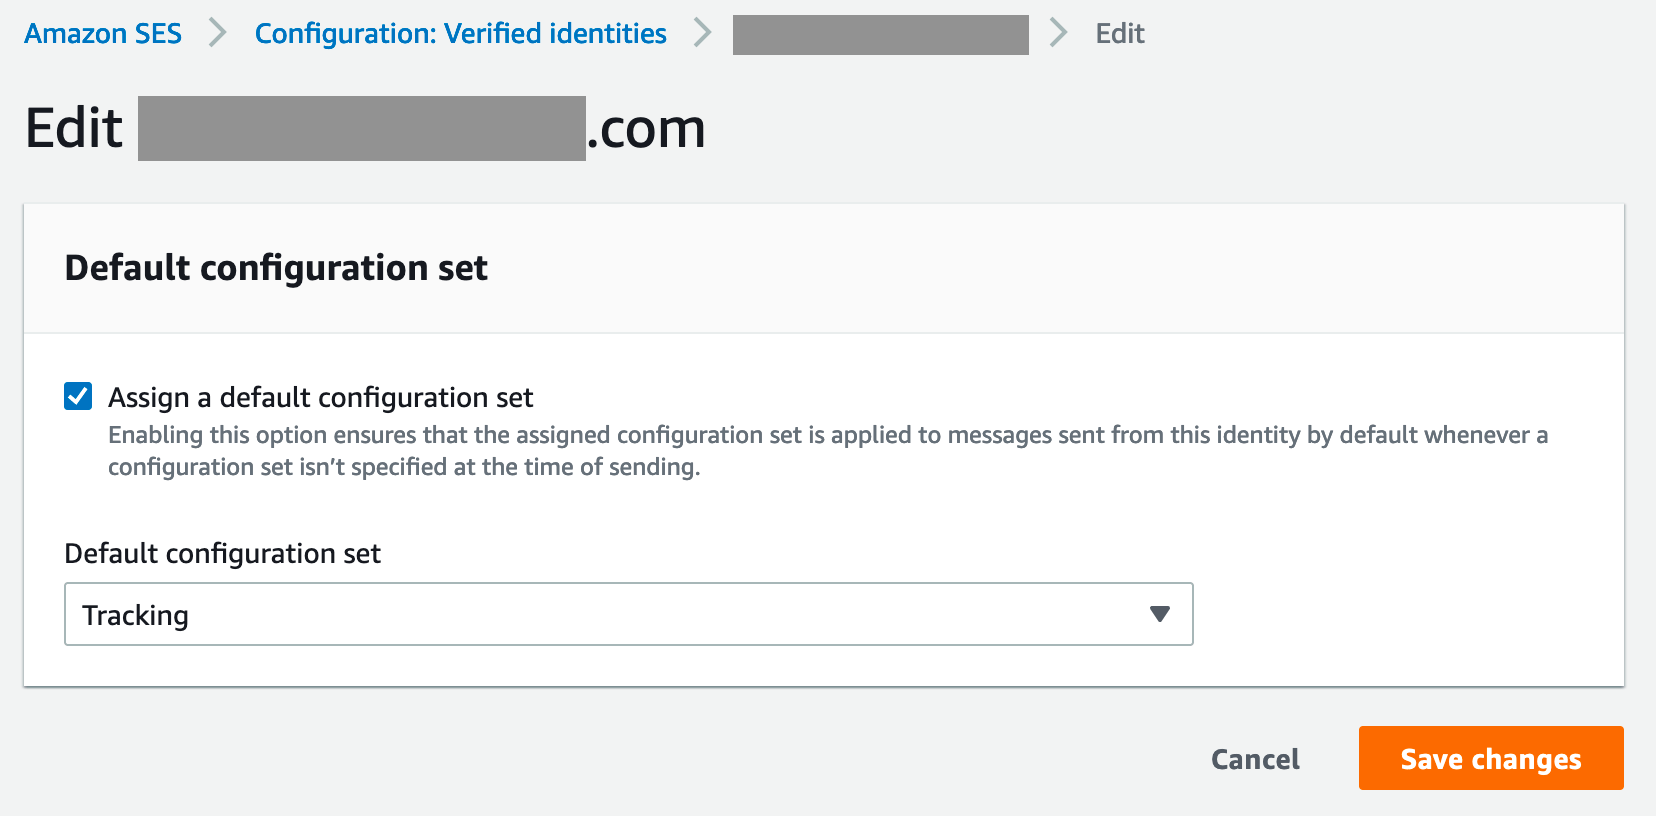 Amazon SES > Configuration: Verified identities > > Edit
Edit .com
Default configuration set
Assign a default configuration set
Enabling this option ensures that the assigned configuration set is applied to messages sent from this identity by default whenever a
configuration set isn’t specified at the time of sending.
Default configuration set
Tracking
Cancel Save changes